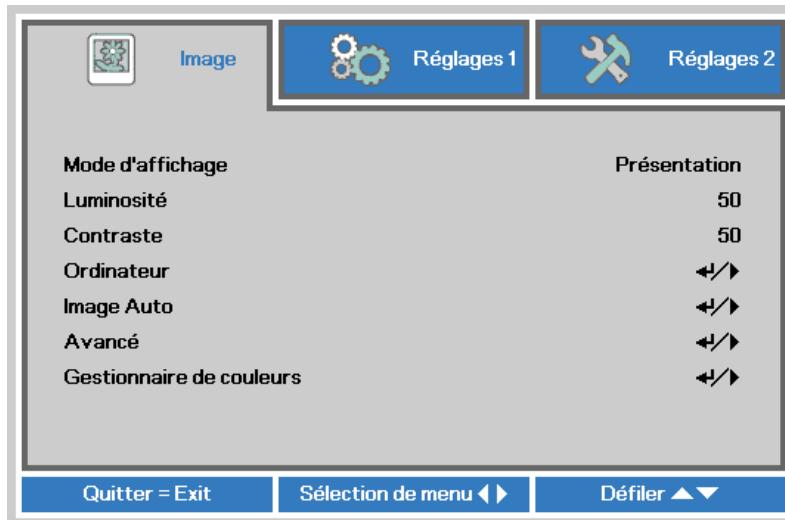 Image
Réglages 1
Réglages 2
Mode d'affichage Présentation
Luminosité 50
Contraste 50
Ordinateur
Image Auto
Avancé
Gestionnaire de couleurs
Quitter = Exit
Sélection de menu
Défiler